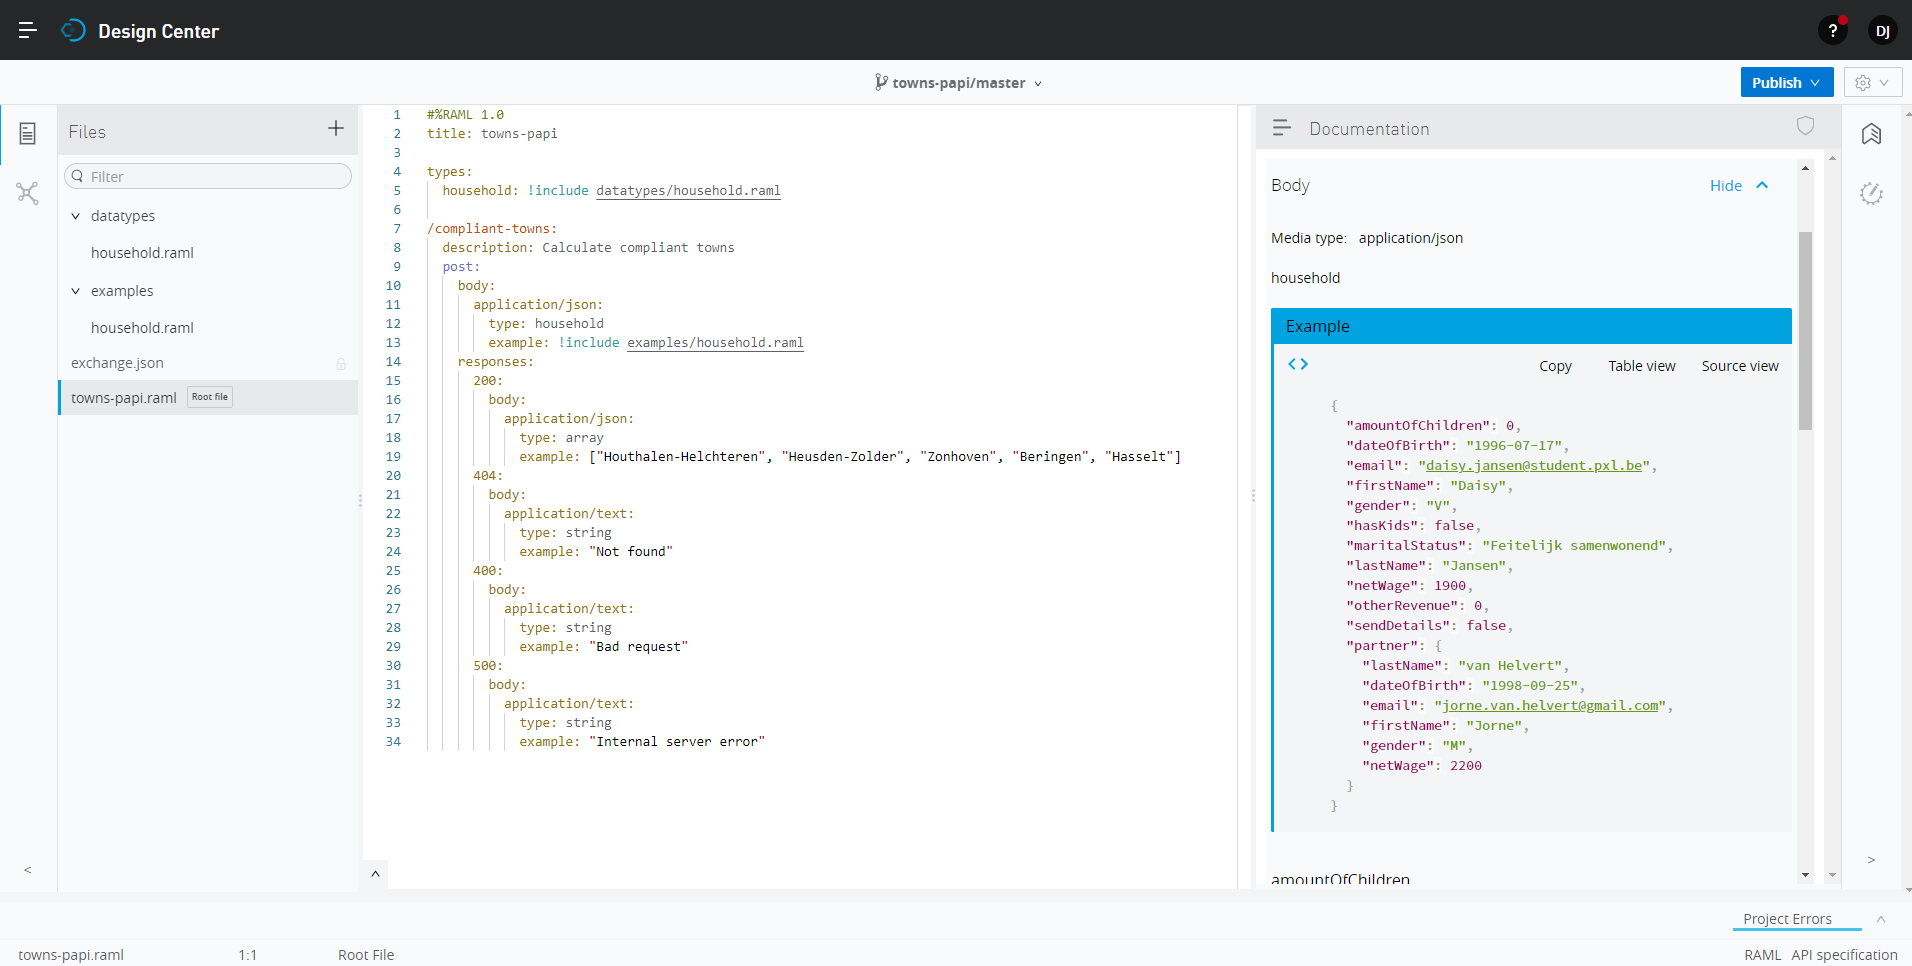 Design Center
?
DJ
towns-papi/master
Publish
Files
+
Filter
datatypes
household.raml
examples
household.raml
exchange.json
towns-papi.raml Root file
1 #%RAML 1.0
2 title: towns-papi
3
4 types:
5 household: !include datatypes/household.raml
6
7 /compliant-towns:
8 description: Calculate compliant towns
9 post:
10 body:
11 application/json:
12 type: household
13 example: !include examples/household.raml
14 responses:
15 200:
16 body:
17 application/json:
18 type: array
19 example: ["Houthalen-Helchteren", "Heusden-Zolder", "Zonhoven", "Beringen", "Hasselt"]
20 404:
21 body:
22 application/text:
23 type: string
24 example: "Not found"
25 400:
26 body:
27 application/text:
28 type: string
29 example: "Bad request"
30 500:
31 body:
32 application/text:
33 type: string
34 example: "Internal server error"
Documentation
Body
Hide
Media type: application/json
household
Example
<> Copy Table view Source view
{
"amountOfChildren": 0,
"dateOfBirth": "1996-07-17",
"email": "daisy.jansen@student.pxl.be",
"firstName": "Daisy",
"gender": "V",
"hasKids": false,
"maritalStatus": "Feitelijk samenwonend",
"lastName": "Jansen",
"netWage": 1900,
"otherRevenue": 0,
"sendDetails": false,
"partner": {
"lastName": "van Helvert",
"dateOfBirth": "1998-09-25",
"email": "jorne.van.helvert@gmail.com",
"firstName": "Jorne",
"gender": "M",
"netWage": 2200
}
}
amountOfChildren
<
>
Project Errors
towns-papi.raml 1:1 Root File
RAML API specification